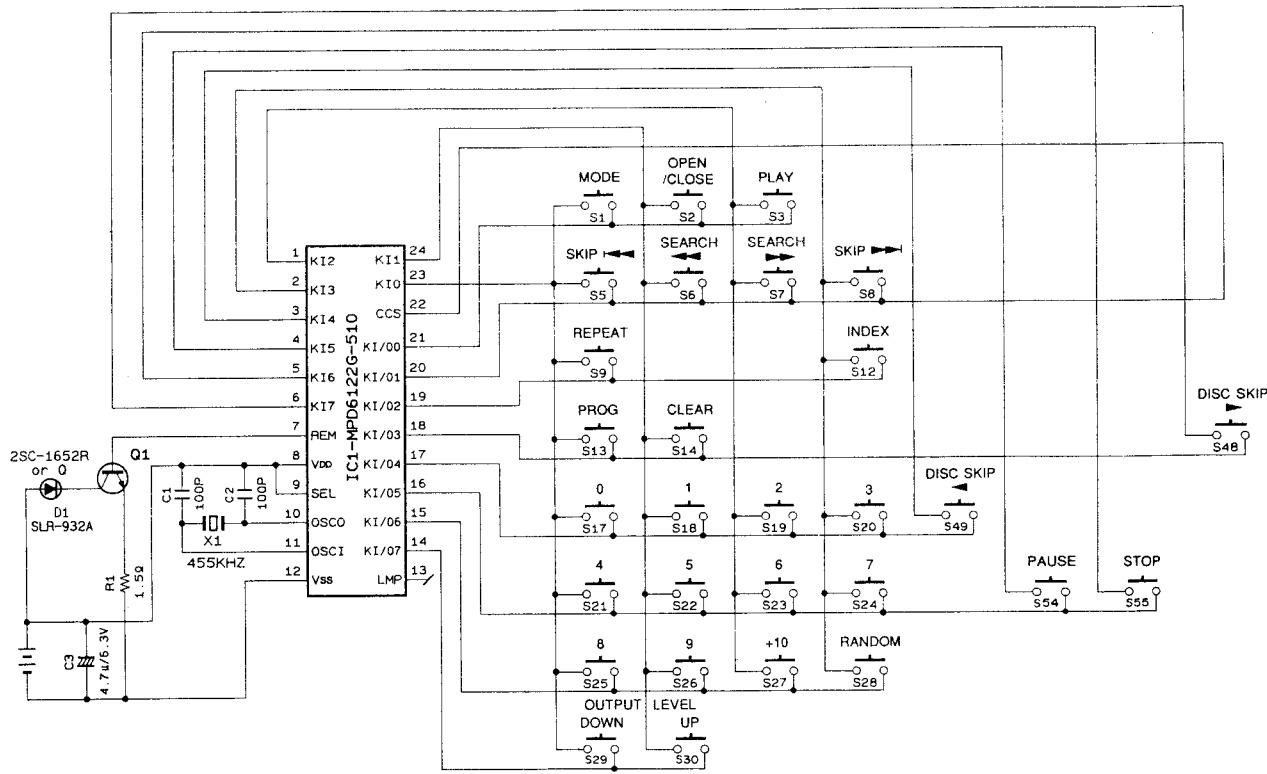 OPEN
MODE /CLOSE PLAY
S1 S2 S3
SKIP SEARCH SEARCH SKIP
S5 S6 S7 S8
REPEAT INDEX
S9 S12
PROG CLEAR DISC SKIP
S13 S14 S48
DISC SKIP
0 1 2 3
S17 S18 S19 S20 S49
4 5 6 7 PAUSE STOP
S21 S22 S23 S24 S54 S55
8 9 +10 RANDOM
S25 S26 S27 S28
OUTPUT LEVEL
DOWN UP
S29 S30
IC1-MPD6122G-510
1 KI2 KI1 24
2 KI3 KI0 23
3 KI4 CCS 22
4 KI5 KI/00 21
5 KI6 KI/01 20
6 KI7 KI/02 19
7 REM KI/03 18
8 VDD KI/04 17
9 SEL KI/05 16
10 OSCO KI/06 15
11 OSCI KI/07 14
12 VSS LMP 13
2SC-1652R
or Q
Q1
D1
SLR-932A
C1
100P
C2
100P
X1
455KHZ
R1
1.5Ω
C3
4.7u/6.3V